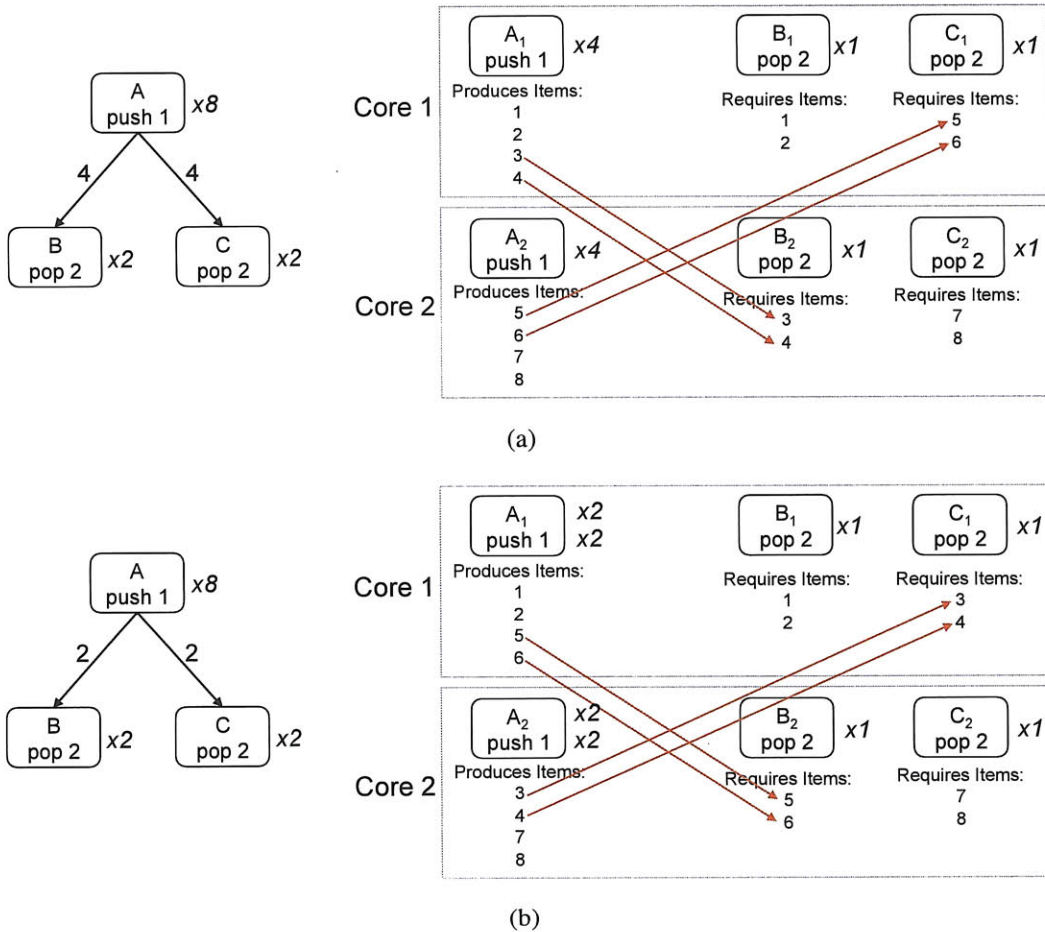 A
push 1
x8
4
4
B
pop 2
x2
C
pop 2
x2
Core 1
A₁
push 1
x4
Produces Items:
1
2
3
4
B₁
pop 2
x1
Requires Items:
1
2
C₁
pop 2
x1
Requires Items:
5
6
Core 2
A₂
push 1
x4
Produces Items:
5
6
7
8
B₂
pop 2
x1
Requires Items:
3
4
C₂
pop 2
x1
Requires Items:
7
8
(a)
A
push 1
x8
2
2
B
pop 2
x2
C
pop 2
x2
Core 1
A₁
push 1
x2
x2
Produces Items:
1
2
5
6
B₁
pop 2
x1
Requires Items:
1
2
C₁
pop 2
x1
Requires Items:
3
4
Core 2
A₂
push 1
x2
x2
Produces Items:
3
4
7
8
B₂
pop 2
x1
Requires Items:
5
6
C₂
pop 2
x1
Requires Items:
7
8
(b)